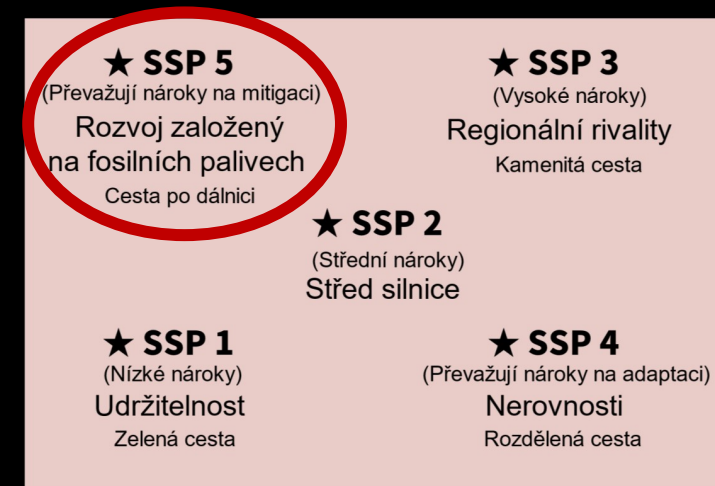 ★ SSP 5
(Převažují nároky na mitigaci)
Rozvoj založený
na fosilních palivech
Cesta po dálnici
★ SSP 3
(Vysoké nároky)
Regionální rivality
Kamenitá cesta
★ SSP 2
(Střední nároky)
Střed silnice
★ SSP 1
(Nízké nároky)
Udržitelnost
Zelená cesta
★ SSP 4
(Převažují nároky na adaptaci)
Nerovnosti
Rozdělená cesta